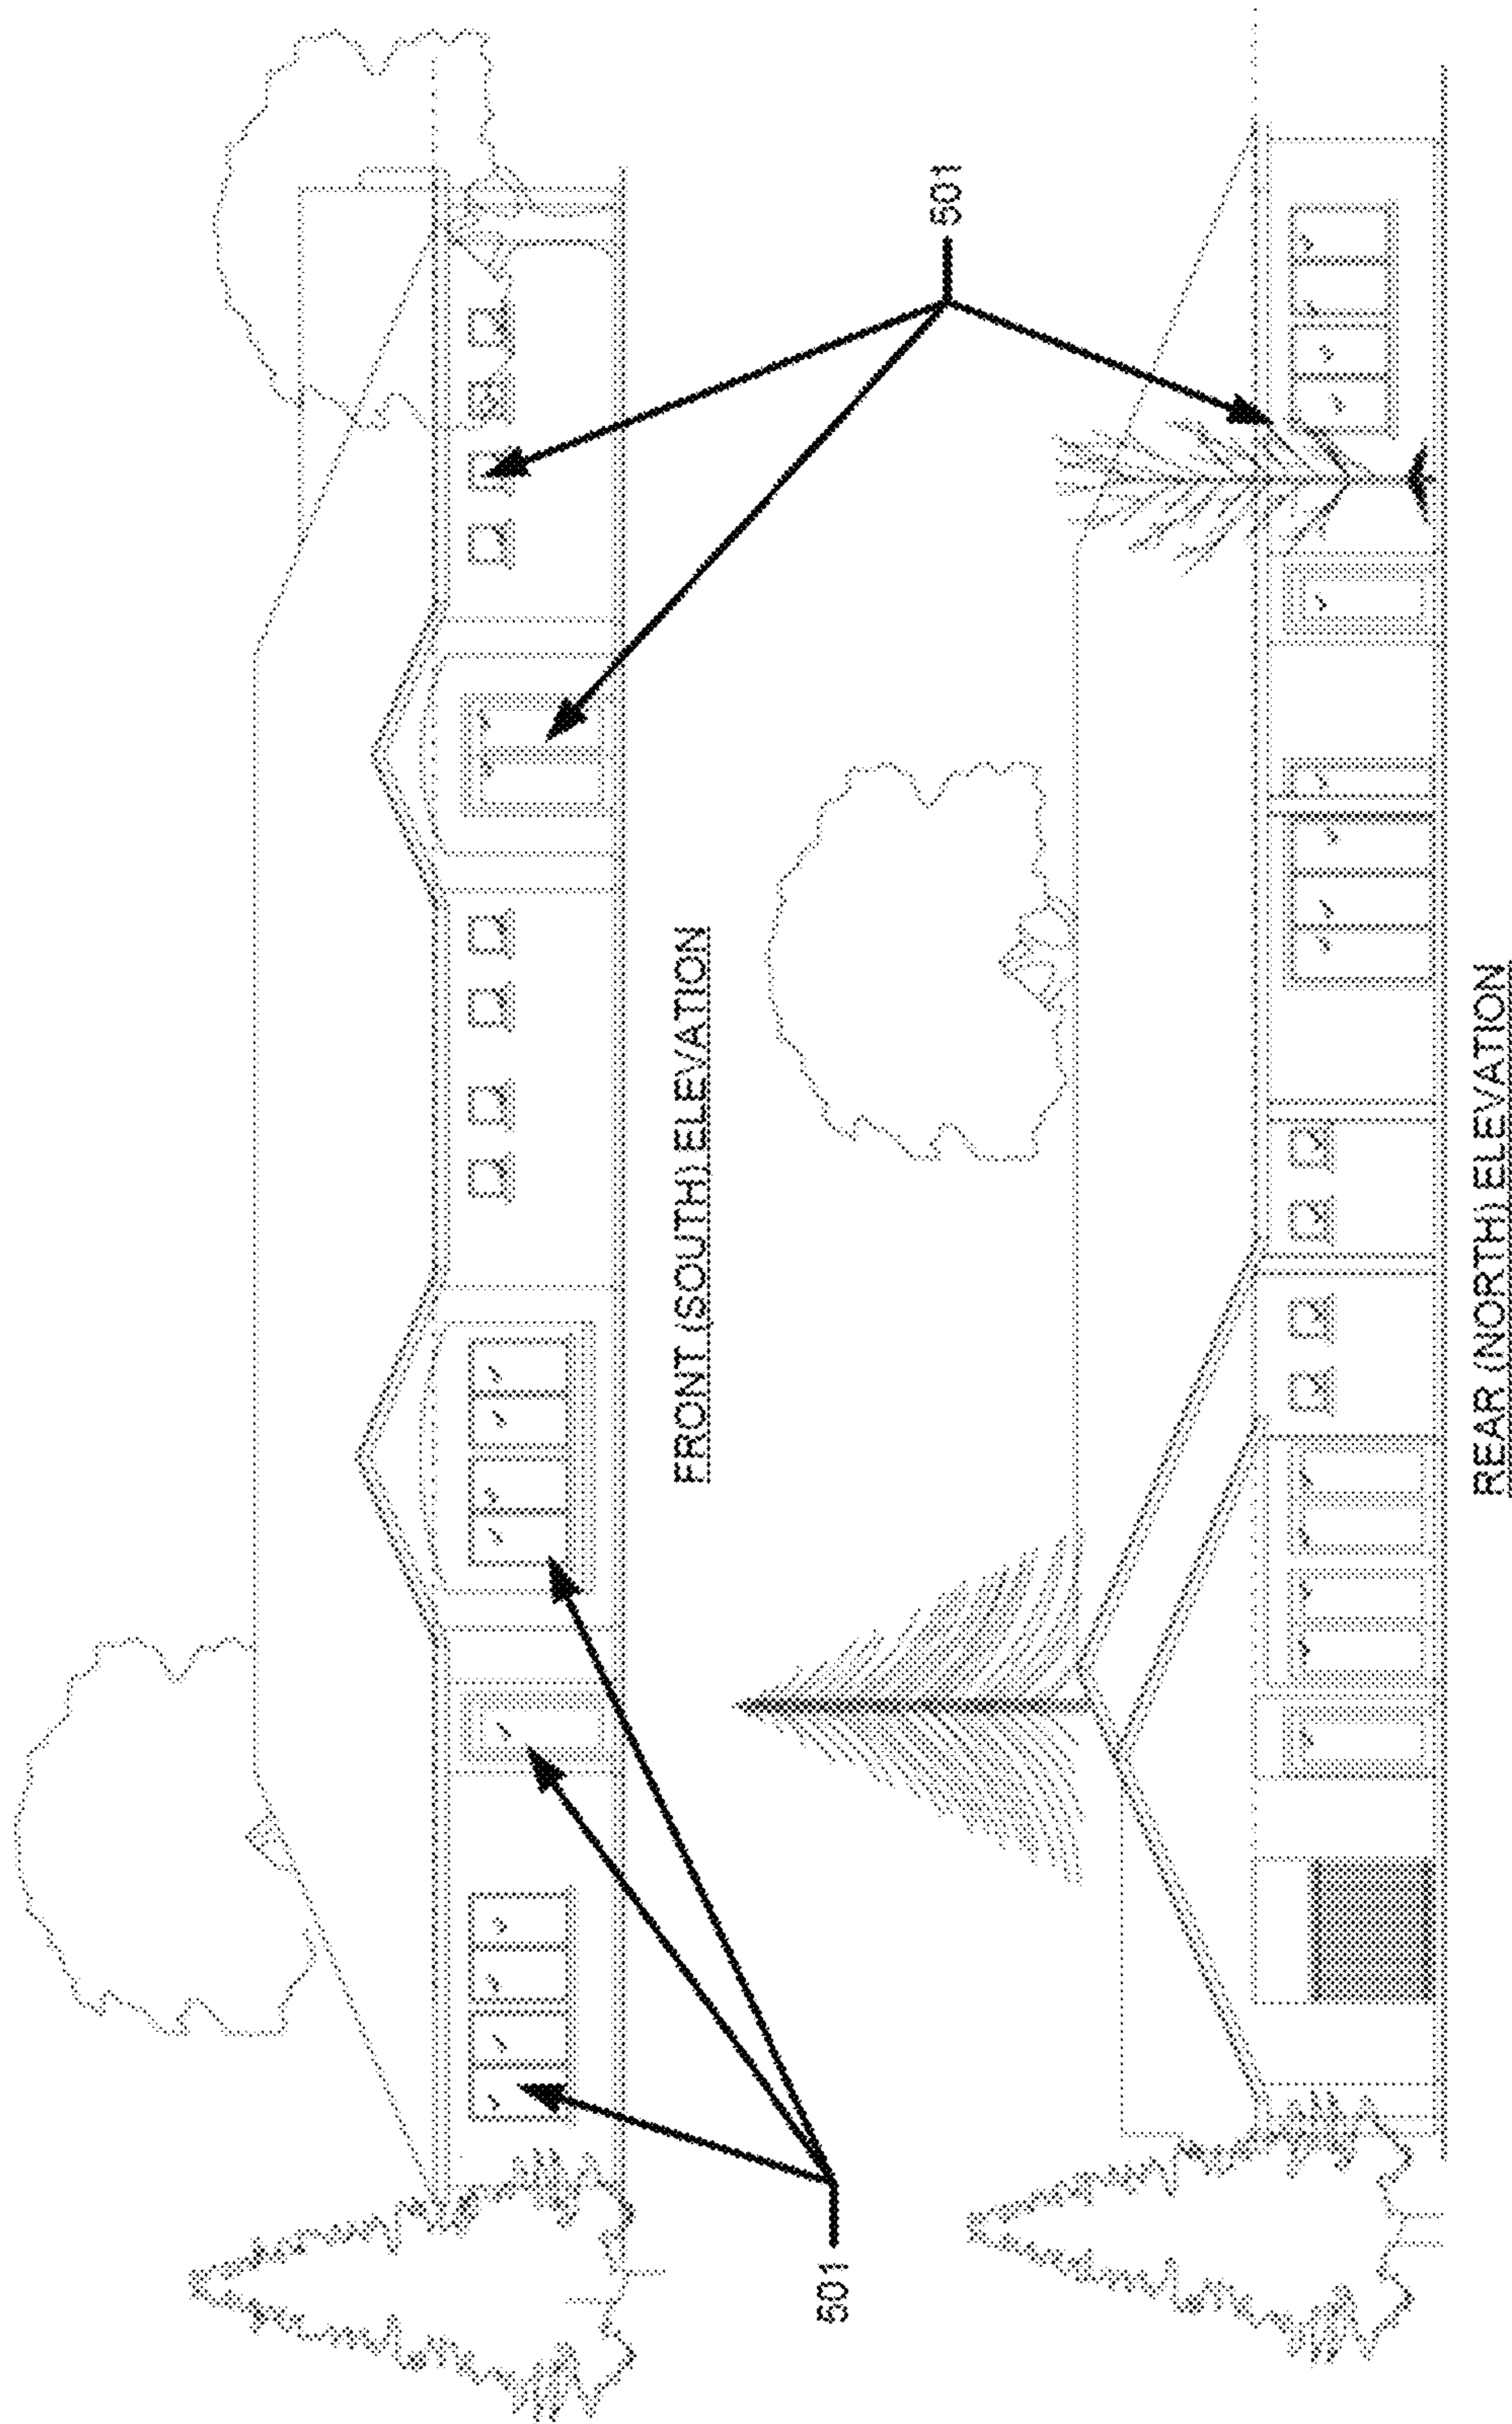 501
FRONT (SOUTH) ELEVATION
501
REAR (NORTH) ELEVATION